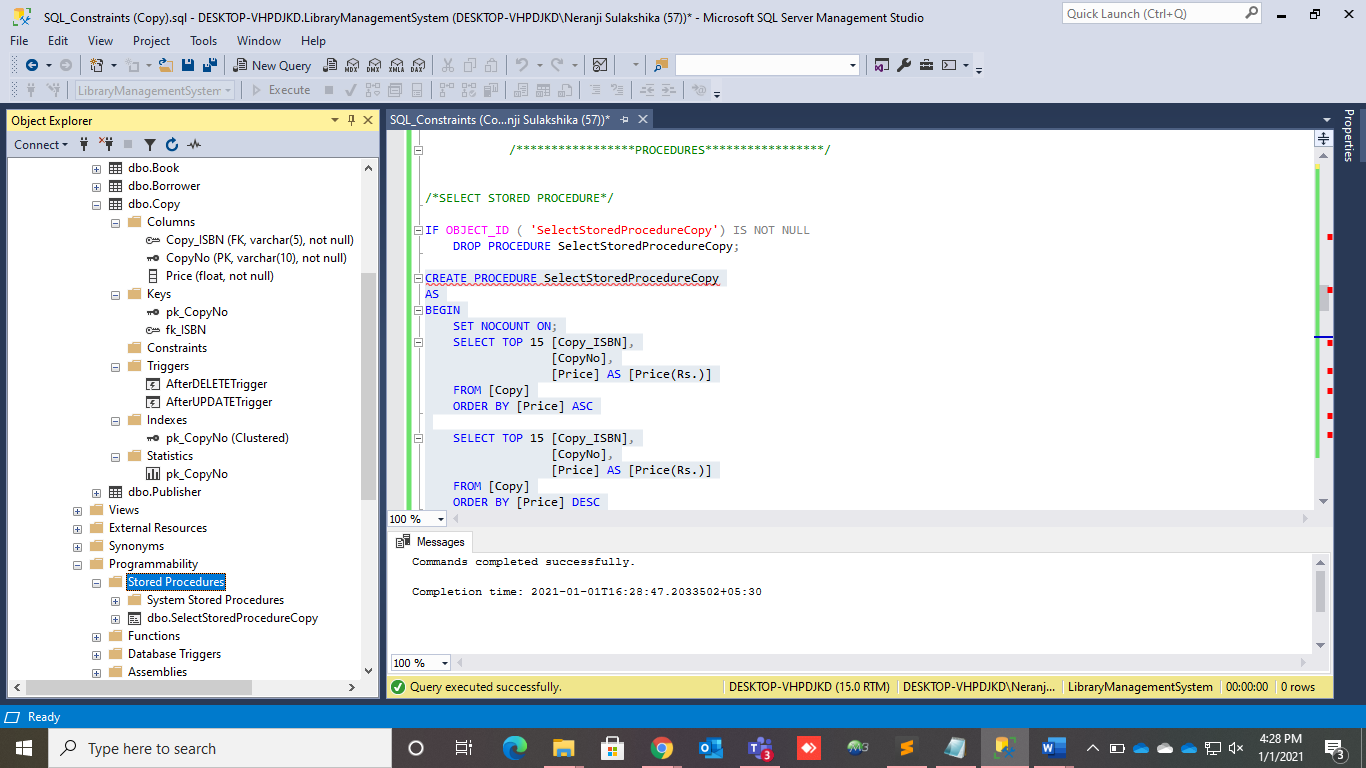 SQL_Constraints (Copy).sql - DESKTOP-VHPDJKD.LibraryManagementSystem (DESKTOP-VHPDJKD\Neranji Sulakshika (57))* - Microsoft SQL Server Management Studio
Quick Launch (Ctrl+Q)
File Edit View Project Tools Window Help
New Query
MDX DMX XMLA DAX
LibraryManagementSystem
Execute
Object Explorer
Connect
dbo.Book
dbo.Borrower
dbo.Copy
Columns
Copy_ISBN (FK, varchar(5), not null)
CopyNo (PK, varchar(10), not null)
Price (float, not null)
Keys
pk_CopyNo
fk_ISBN
Constraints
Triggers
AfterDELETETrigger
AfterUPDATETrigger
Indexes
pk_CopyNo (Clustered)
Statistics
pk_CopyNo
dbo.Publisher
Views
External Resources
Synonyms
Programmability
Stored Procedures
System Stored Procedures
dbo.SelectStoredProcedureCopy
Functions
Database Triggers
Assemblies
SQL_Constraints (Co...nji Sulakshika (57))*
/*****************PROCEDURES*****************/
/*SELECT STORED PROCEDURE*/
IF OBJECT_ID ( 'SelectStoredProcedureCopy') IS NOT NULL
DROP PROCEDURE SelectStoredProcedureCopy;
CREATE PROCEDURE SelectStoredProcedureCopy
AS
BEGIN
SET NOCOUNT ON;
SELECT TOP 15 [Copy_ISBN],
[CopyNo],
[Price] AS [Price(Rs.)]
FROM [Copy]
ORDER BY [Price] ASC
SELECT TOP 15 [Copy_ISBN],
[CopyNo],
[Price] AS [Price(Rs.)]
FROM [Copy]
ORDER BY [Price] DESC
100 %
Messages
Commands completed successfully.
Completion time: 2021-01-01T16:28:47.2033502+05:30
100 %
Query executed successfully.
DESKTOP-VHPDJKD (15.0 RTM)
DESKTOP-VHPDJKD\Neranj...
LibraryManagementSystem
00:00:00
0 rows
Properties
Ready
Type here to search
3
4:28 PM
1/1/2021
3